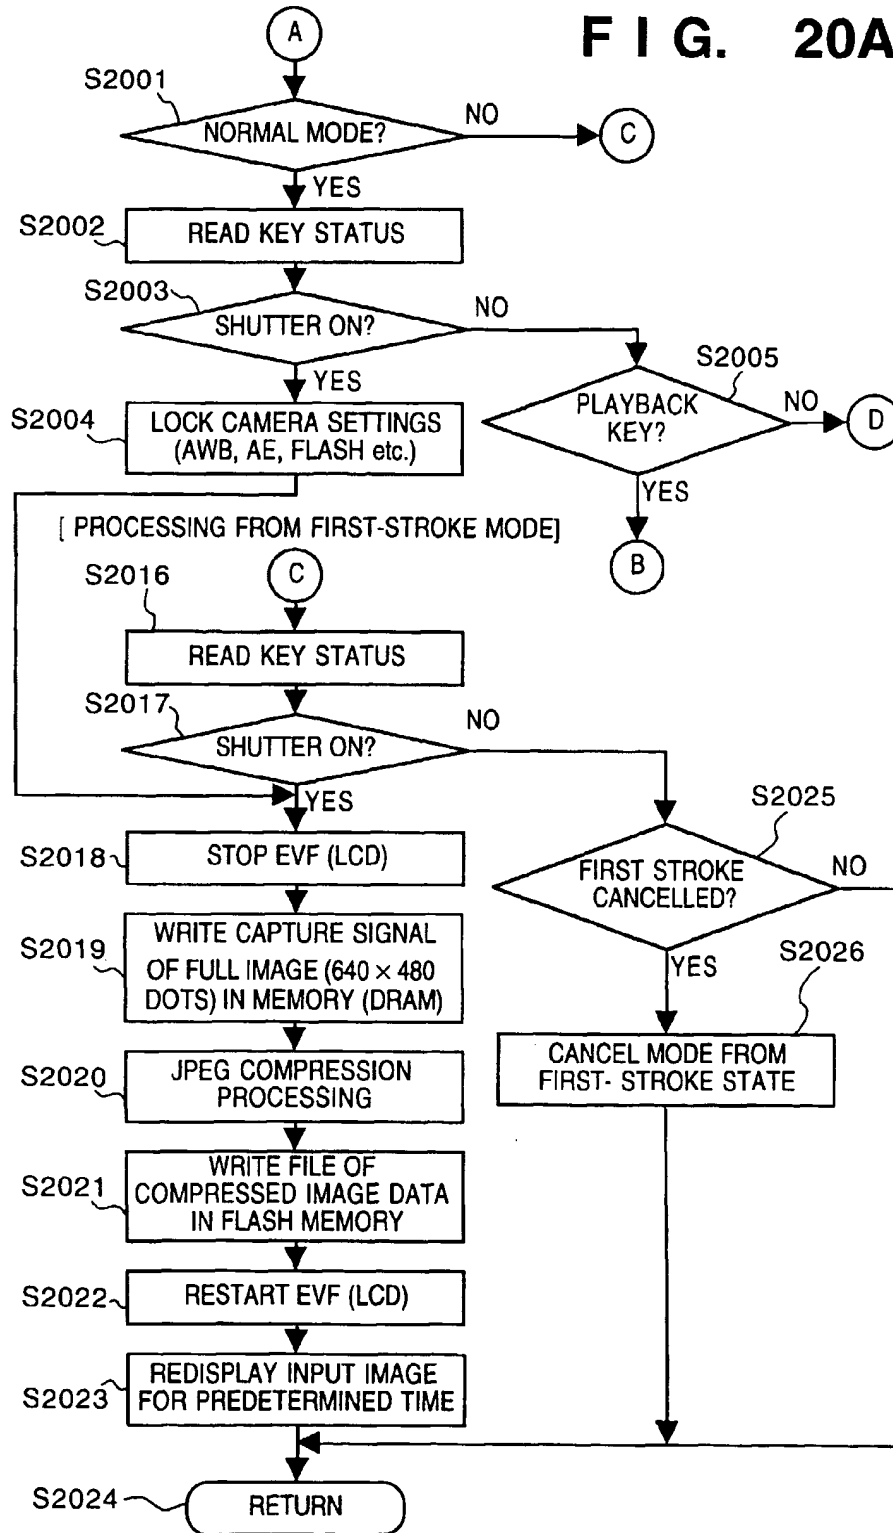 F I G. 20A
A
S2001
NORMAL MODE?
NO
C
YES
S2002
READ KEY STATUS
S2003
SHUTTER ON?
NO
YES
S2005
PLAYBACK
KEY?
NO
D
YES
B
S2004
LOCK CAMERA SETTINGS
(AWB, AE, FLASH etc.)
[ PROCESSING FROM FIRST-STROKE MODE]
C
S2016
READ KEY STATUS
S2017
SHUTTER ON?
NO
YES
S2018
STOP EVF (LCD)
S2025
FIRST STROKE
CANCELLED?
NO
YES
S2019
WRITE CAPTURE SIGNAL
OF FULL IMAGE (640 × 480
DOTS) IN MEMORY (DRAM)
S2026
CANCEL MODE FROM
FIRST- STROKE STATE
S2020
JPEG COMPRESSION
PROCESSING
S2021
WRITE FILE OF
COMPRESSED IMAGE DATA
IN FLASH MEMORY
S2022
RESTART EVF (LCD)
S2023
REDISPLAY INPUT IMAGE
FOR PREDETERMINED TIME
S2024
RETURN